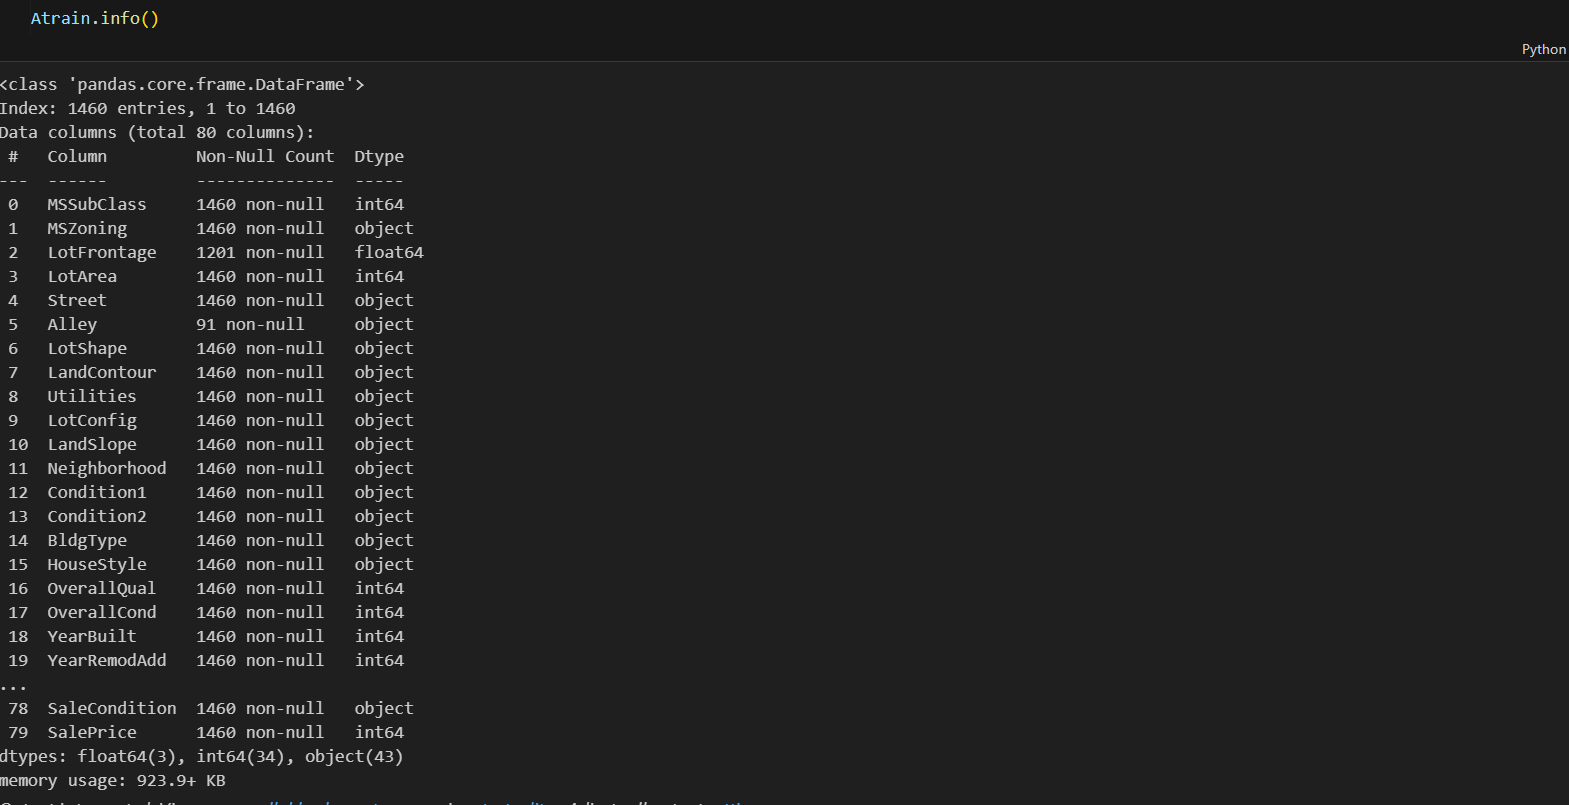 Atrain.info()
Python
<class 'pandas.core.frame.DataFrame'>
Index: 1460 entries, 1 to 1460
Data columns (total 80 columns):
 #   Column         Non-Null Count  Dtype
---  ------         --------------  -----
 0   MSSubClass     1460 non-null   int64
 1   MSZoning       1460 non-null   object
 2   LotFrontage    1201 non-null   float64
 3   LotArea        1460 non-null   int64
 4   Street         1460 non-null   object
 5   Alley          91 non-null     object
 6   LotShape       1460 non-null   object
 7   LandContour    1460 non-null   object
 8   Utilities      1460 non-null   object
 9   LotConfig      1460 non-null   object
 10  LandSlope      1460 non-null   object
 11  Neighborhood   1460 non-null   object
 12  Condition1     1460 non-null   object
 13  Condition2     1460 non-null   object
 14  BldgType       1460 non-null   object
 15  HouseStyle     1460 non-null   object
 16  OverallQual    1460 non-null   int64
 17  OverallCond    1460 non-null   int64
 18  YearBuilt      1460 non-null   int64
 19  YearRemodAdd   1460 non-null   int64
...
 78  SaleCondition  1460 non-null   object
 79  SalePrice      1460 non-null   int64
dtypes: float64(3), int64(34), object(43)
memory usage: 923.9+ KB